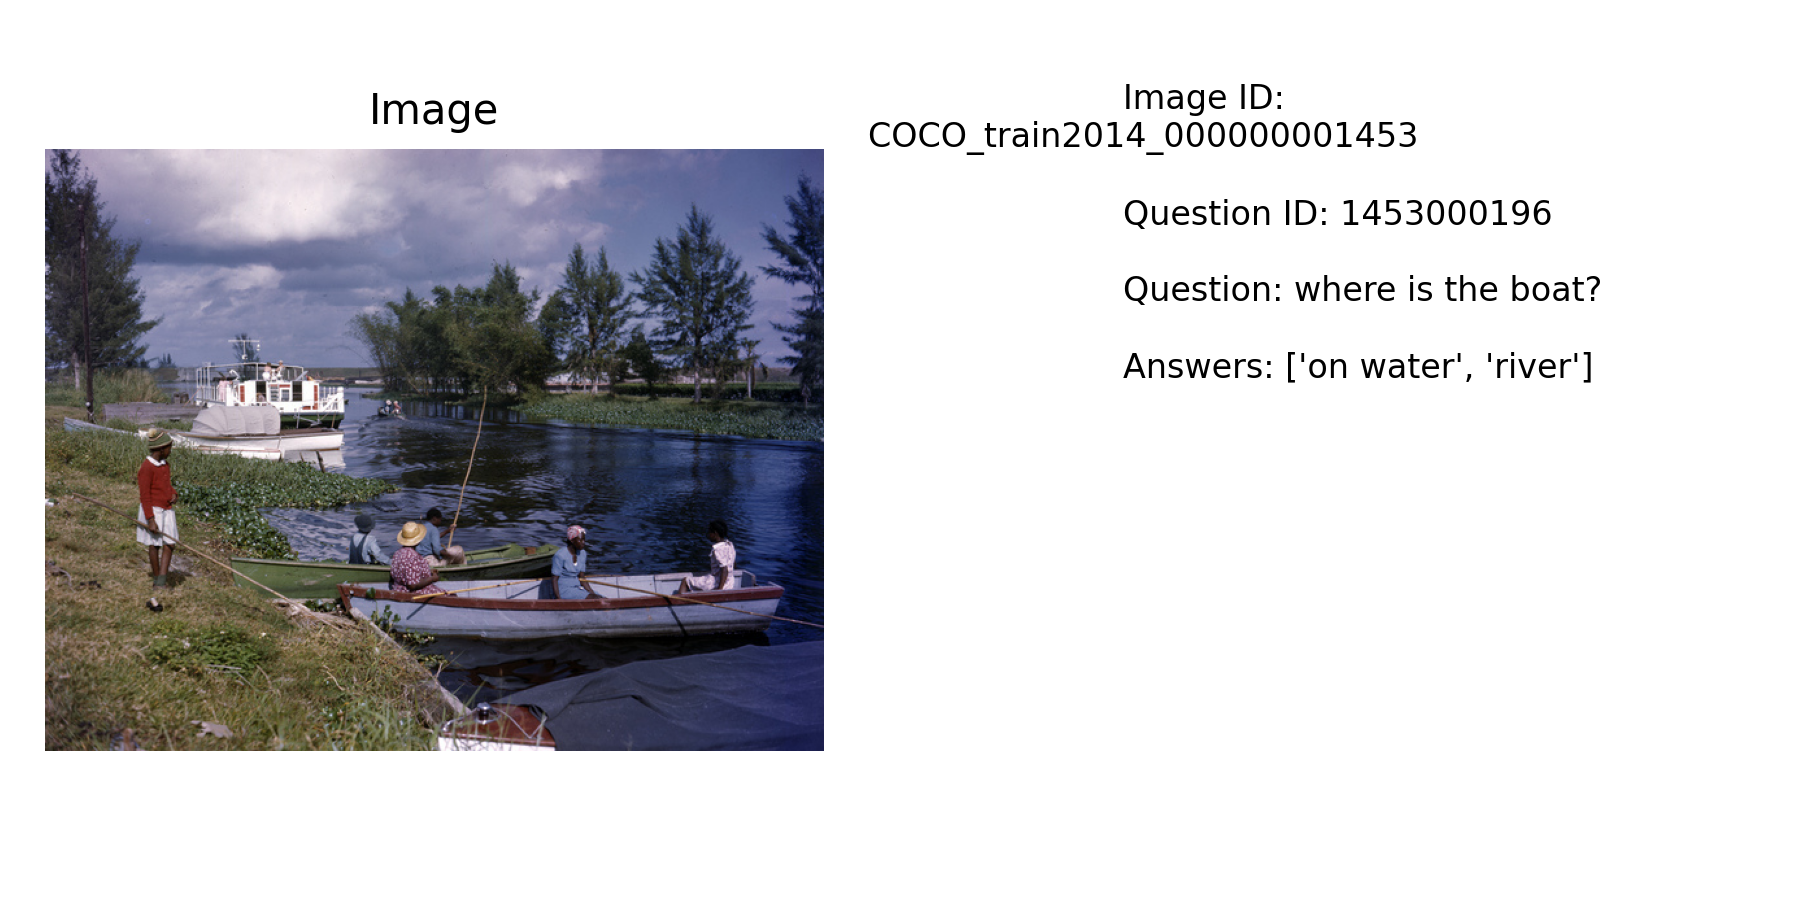 Image
Image ID:
COCO_train2014_000000001453
Question ID: 1453000196
Question: where is the boat?
Answers: ['on water', 'river']